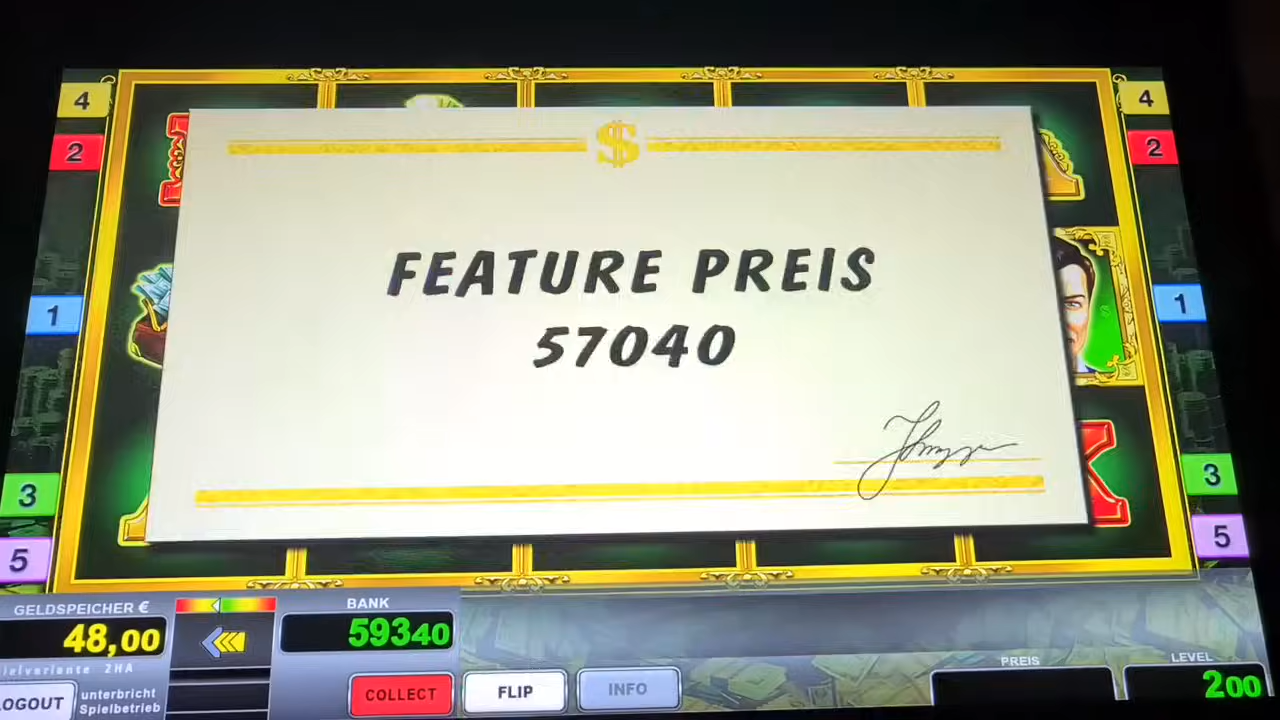 4
4
2
2
$
FEATURE PREIS
57040
1
1
3
3
5
5
GELDSPEICHER €
48,00
BANK
59340
2HA
LOGOUT
unterbricht
Spielbetrieb
COLLECT
FLIP
INFO
PREIS
LEVEL
200